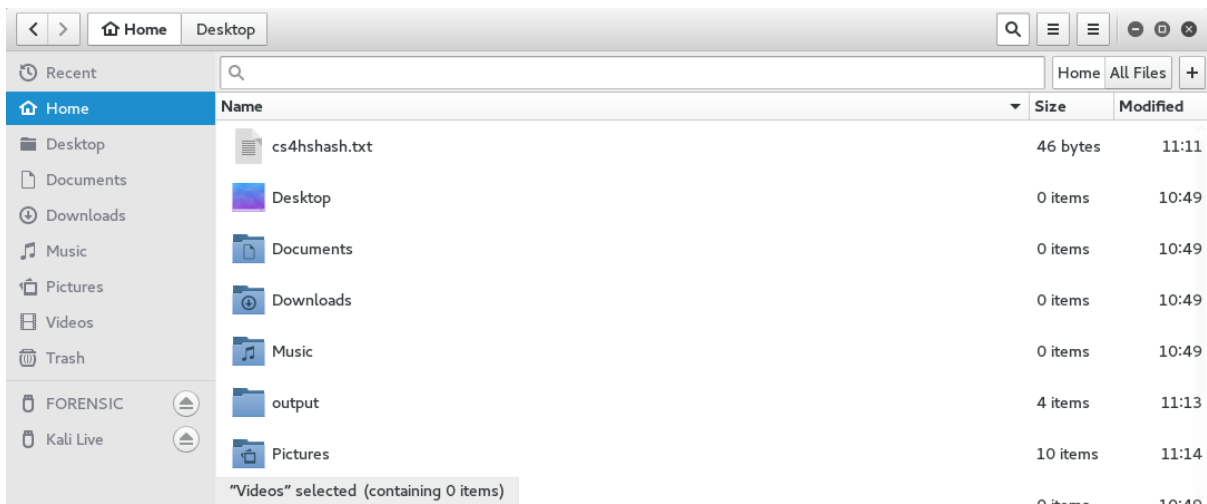 Home Desktop
Recent
Home
Desktop
Documents
Downloads
Music
Pictures
Videos
Trash
FORENSIC
Kali Live
Home All Files +
Name Size Modified
cs4hshash.txt 46 bytes 11:11
Desktop 0 items 10:49
Documents 0 items 10:49
Downloads 0 items 10:49
Music 0 items 10:49
output 4 items 11:13
Pictures 10 items 11:14
"Videos" selected (containing 0 items)